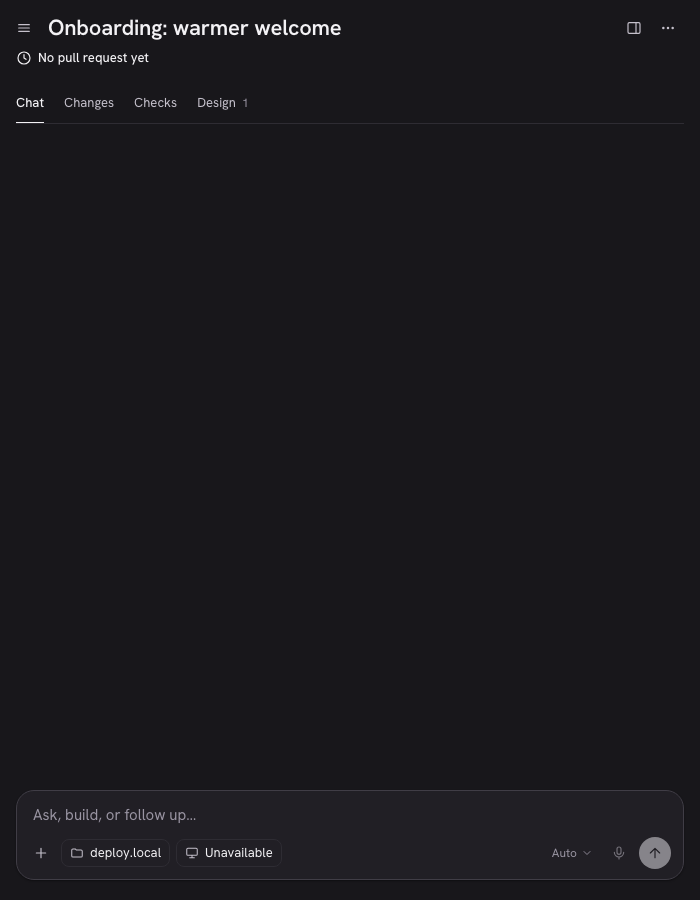 Onboarding: warmer welcome
No pull request yet
Chat Changes Checks Design 1
Ask, build, or follow up...
deploy.local Unavailable Auto